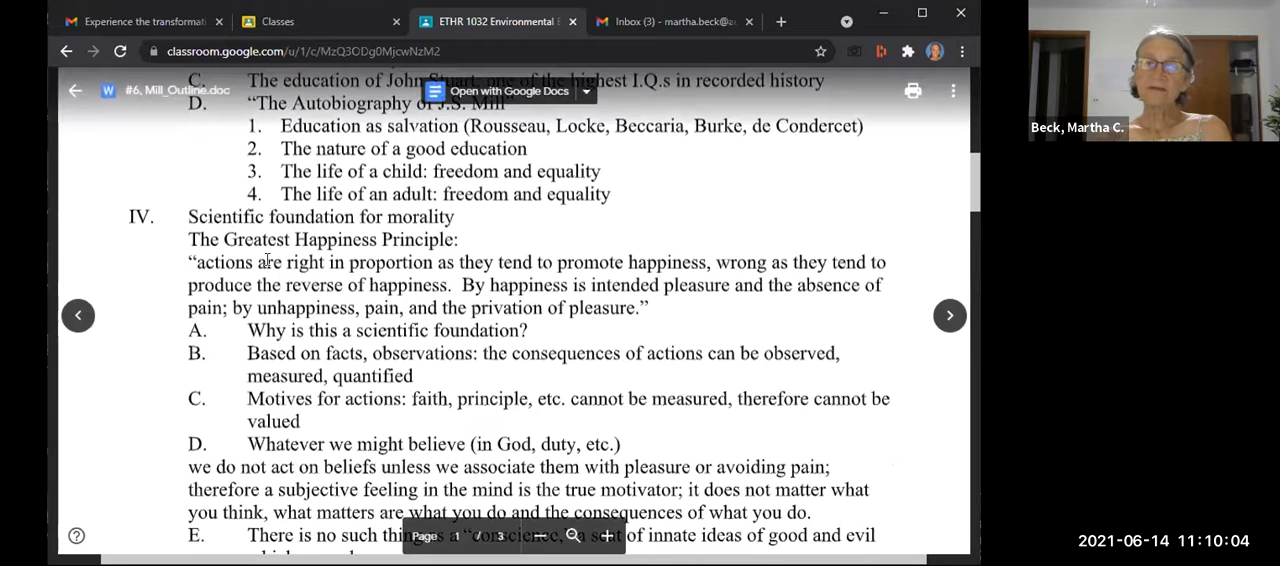 Experience the transformati
Classes
ETHR 1032 Environmental E
Inbox (3) - martha.beck@a
classroom.google.com/u/1/c/MzQ3ODg0MjcwNzM2
#6, Mill_Outline.doc
Open with Google Docs
C. The education of John Stuart, one of the highest I.Q.s in recorded history
D. “The Autobiography of J.S. Mill”
1. Education as salvation (Rousseau, Locke, Beccaria, Burke, de Condercet)
2. The nature of a good education
3. The life of a child: freedom and equality
4. The life of an adult: freedom and equality
IV. Scientific foundation for morality
The Greatest Happiness Principle:
“actions are right in proportion as they tend to promote happiness, wrong as they tend to
produce the reverse of happiness. By happiness is intended pleasure and the absence of
pain; by unhappiness, pain, and the privation of pleasure.”
A. Why is this a scientific foundation?
B. Based on facts, observations: the consequences of actions can be observed,
measured, quantified
C. Motives for actions: faith, principle, etc. cannot be measured, therefore cannot be
valued
D. Whatever we might believe (in God, duty, etc.)
we do not act on beliefs unless we associate them with pleasure or avoiding pain;
therefore a subjective feeling in the mind is the true motivator; it does not matter what
you think, what matters are what you do and the consequences of what you do.
E. There is no such thing as a “conscience,” a sort of innate ideas of good and evil
Page 1 / 3
Beck, Martha C.
2021-06-14 11:10:04